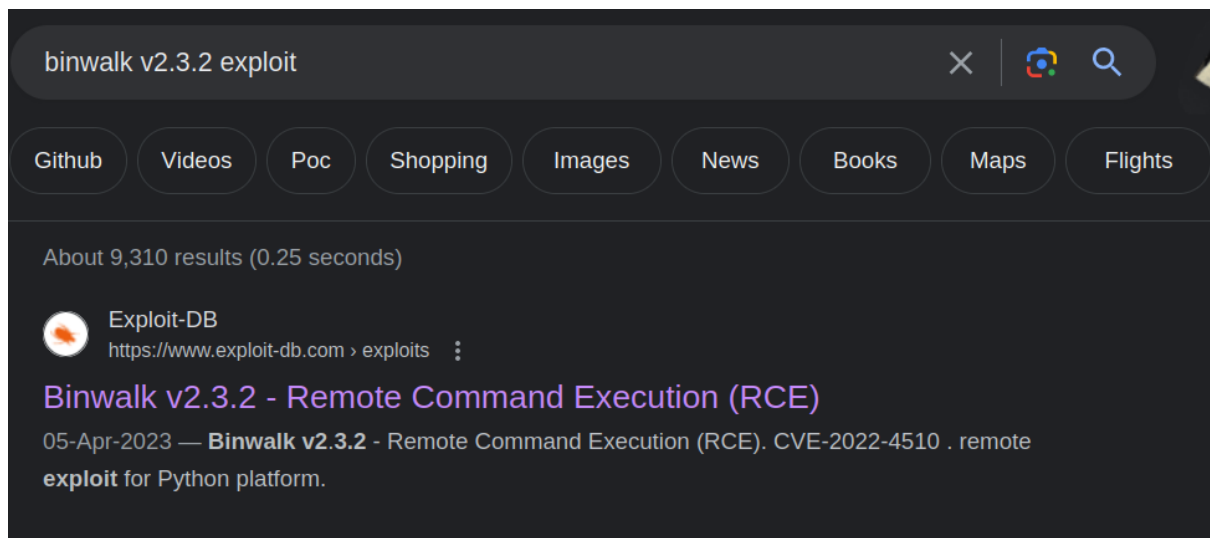 binwalk v2.3.2 exploit
Github Videos Poc Shopping Images News Books Maps Flights
About 9,310 results (0.25 seconds)
Exploit-DB
https://www.exploit-db.com › exploits
Binwalk v2.3.2 - Remote Command Execution (RCE)
05-Apr-2023 — Binwalk v2.3.2 - Remote Command Execution (RCE). CVE-2022-4510 . remote
exploit for Python platform.